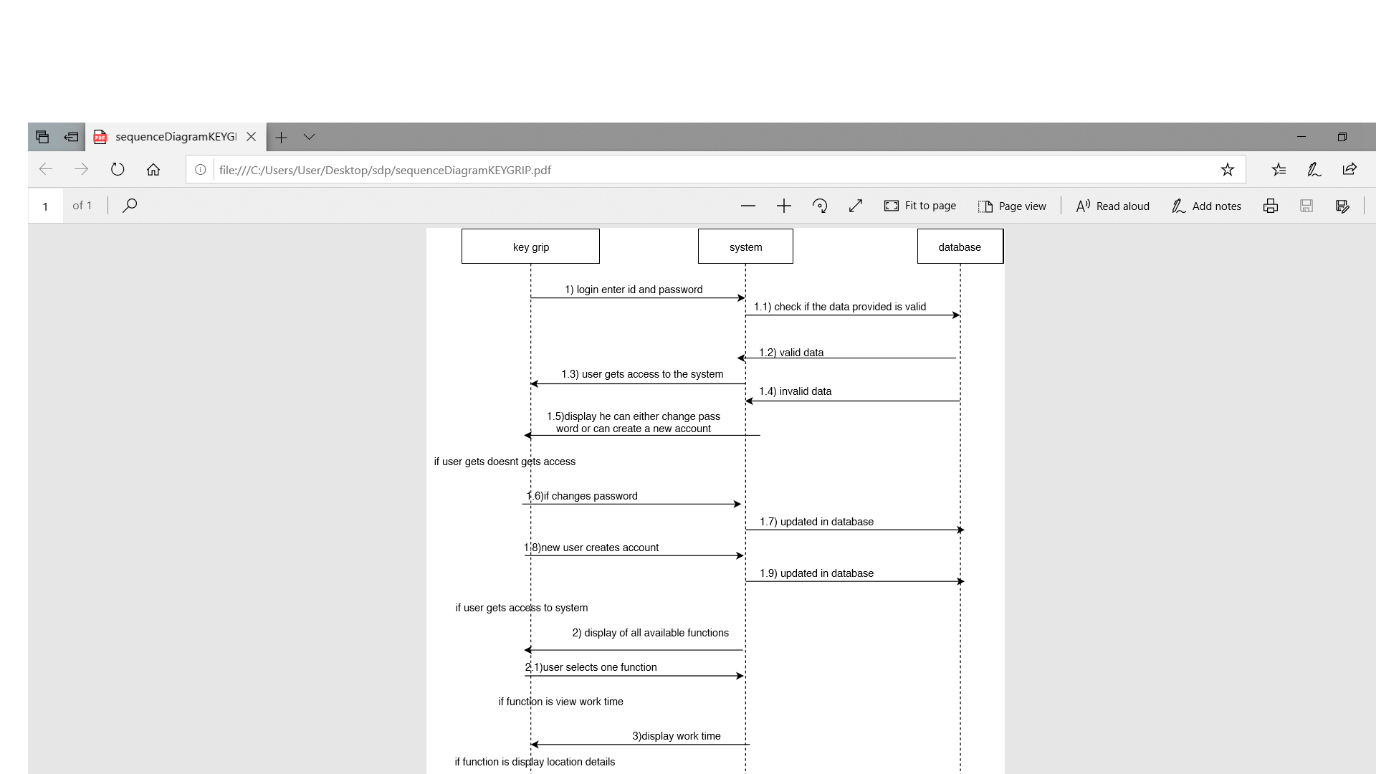 sequenceDiagramKEYGI
file:///C:/Users/User/Desktop/sdp/sequenceDiagramKEYGRIP.pdf
1 of 1 Fit to page Page view Read aloud Add notes
key grip system database
1) login enter id and password
1.1) check if the data provided is valid
1.2) valid data
1.3) user gets access to the system
1.4) invalid data
1.5)display he can either change pass
word or can create a new account
if user gets doesnt gets access
1.6)if changes password
1.7) updated in database
1.8)new user creates account
1.9) updated in database
if user gets access to system
2) display of all available functions
2.1)user selects one function
if function is view work time
3)display work time
if function is display location details